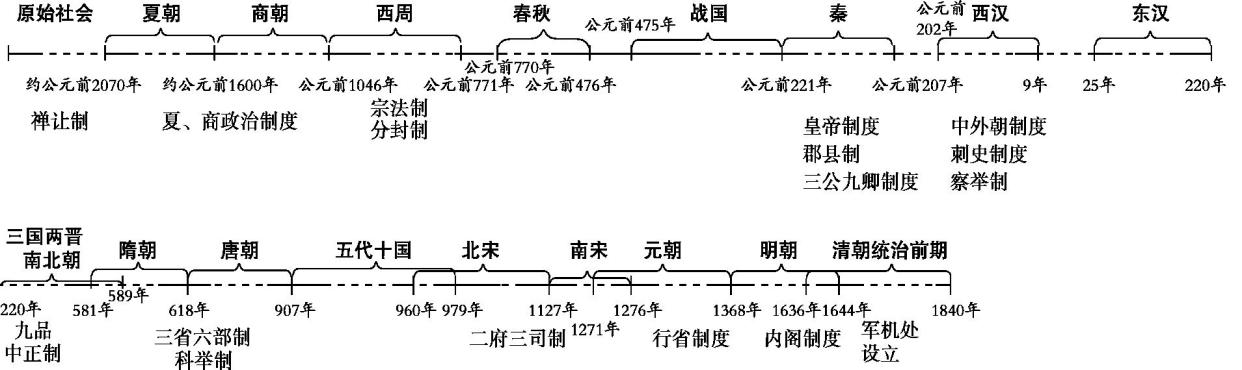 原始社会 夏朝 商朝 西周 春秋 战国 秦 西汉 东汉
公元前475年 公元前202年
公元前770年
约公元前2070年 约公元前1600年 公元前1046年 公元前771年 公元前476年 公元前221年 公元前207年 9年 25年 220年
禅让制 夏、商政治制度 宗法制 皇帝制度 中外朝制度
分封制 郡县制 刺史制度
三公九卿制度 察举制
三国两晋 隋朝 唐朝 五代十国 北宋 南宋 元朝 明朝 清朝统治前期
南北朝
589年
220年 581年 618年 907年 960年 979年 1127年 1276年 1368年 1636年 1644年 1840年
1271年
九品 三省六部制 二府三司制 行省制度 内阁制度 军机处
中正制 科举制 设立